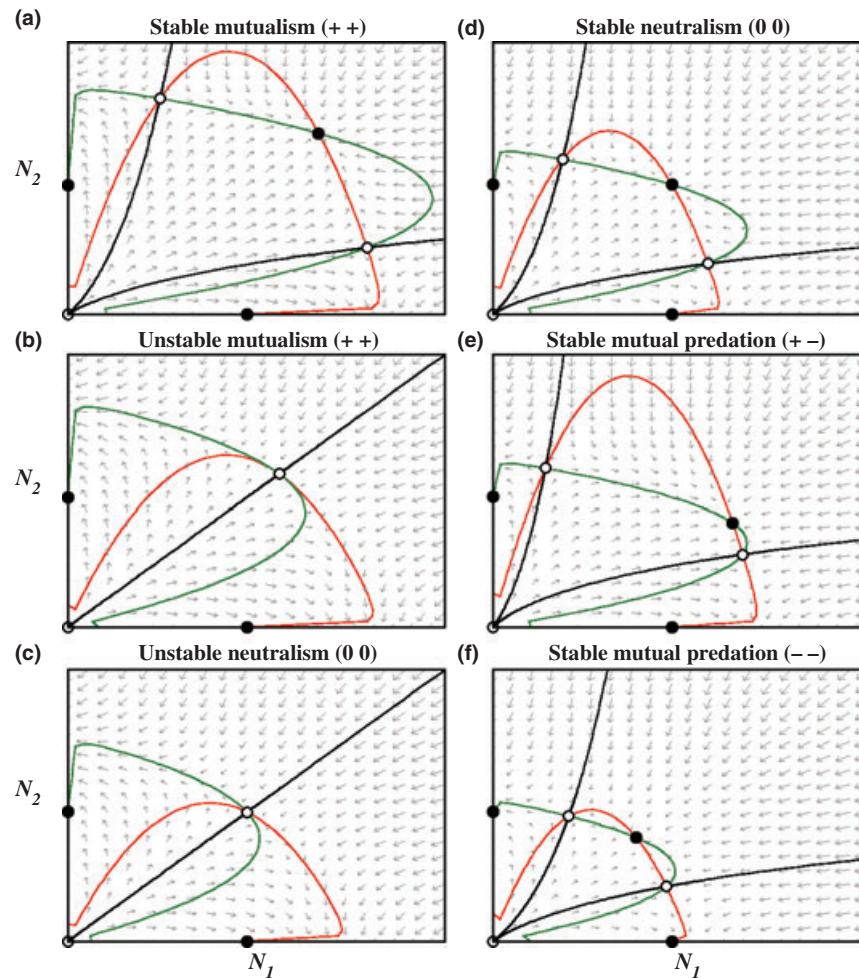 (a) Stable mutualism (+ +)
N2
(b) Unstable mutualism (+ +)
N2
(c) Unstable neutralism (0 0)
N2
N1
(d) Stable neutralism (0 0)
(e) Stable mutual predation (+ –)
(f) Stable mutual predation (– –)
N1